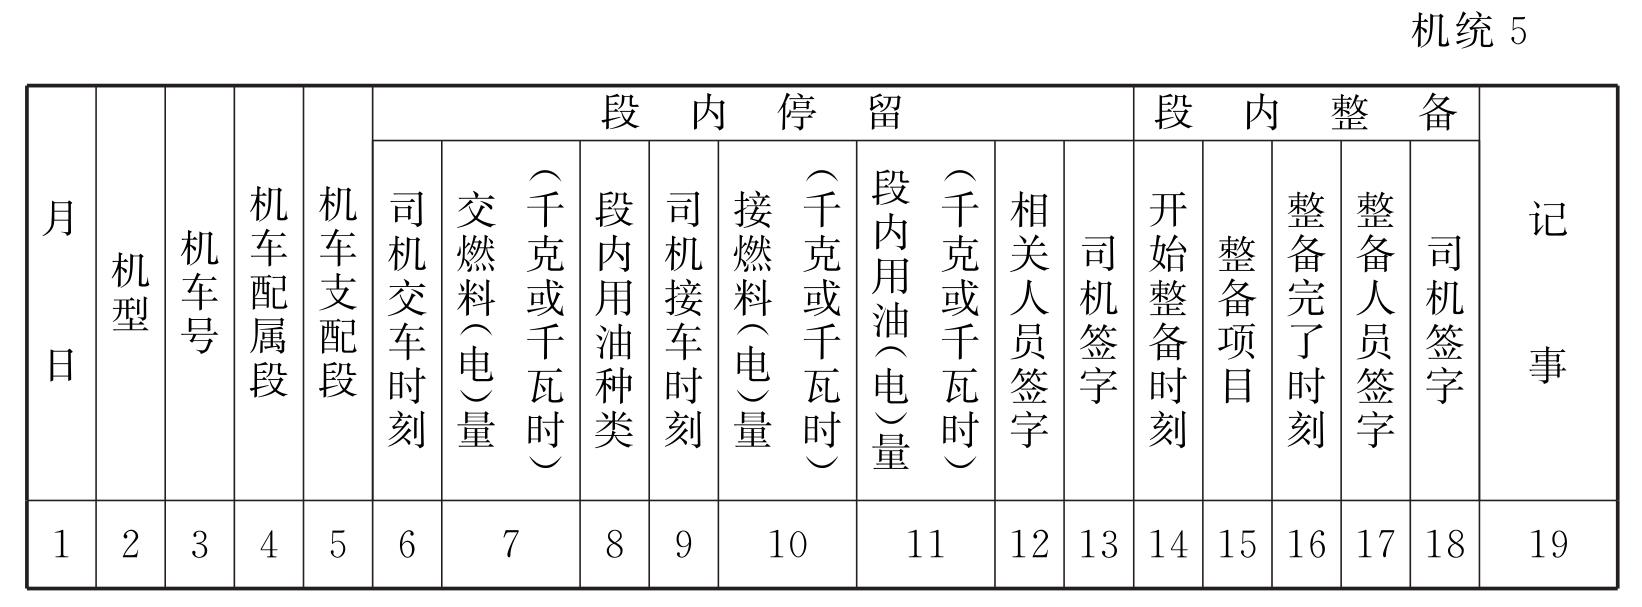 机统 5
月日
机型
机车号
机车配属段
机车支配段
段内停留
司机交车时刻
交燃料(电)量
(千克或千瓦时)
段内用油种类
司机接车时刻
接燃料(电)量
(千克或千瓦时)
段内用油(电)量
(千克或千瓦时)
相关人员签字
司机签字
段内整备
开始整备时刻
整备项目
整备完了时刻
整备人员签字
司机签字
记事
1 2 3 4 5 6 7 8 9 10 11 12 13 14 15 16 17 18 19